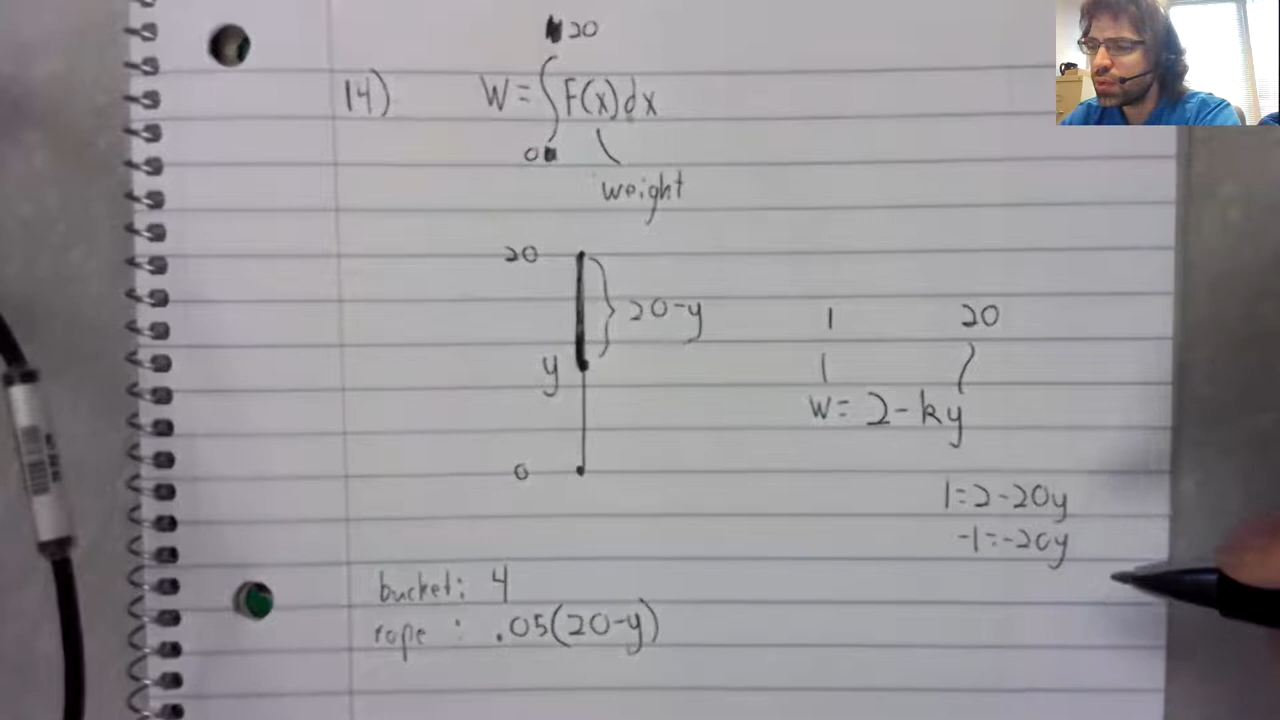 20
14) W=∫F(x)dx
0
weight
20
20-y
1 20
y
W= 2-ky
0
1=2-20y
-1=-20y
bucket: 4
rope : .05(20-y)